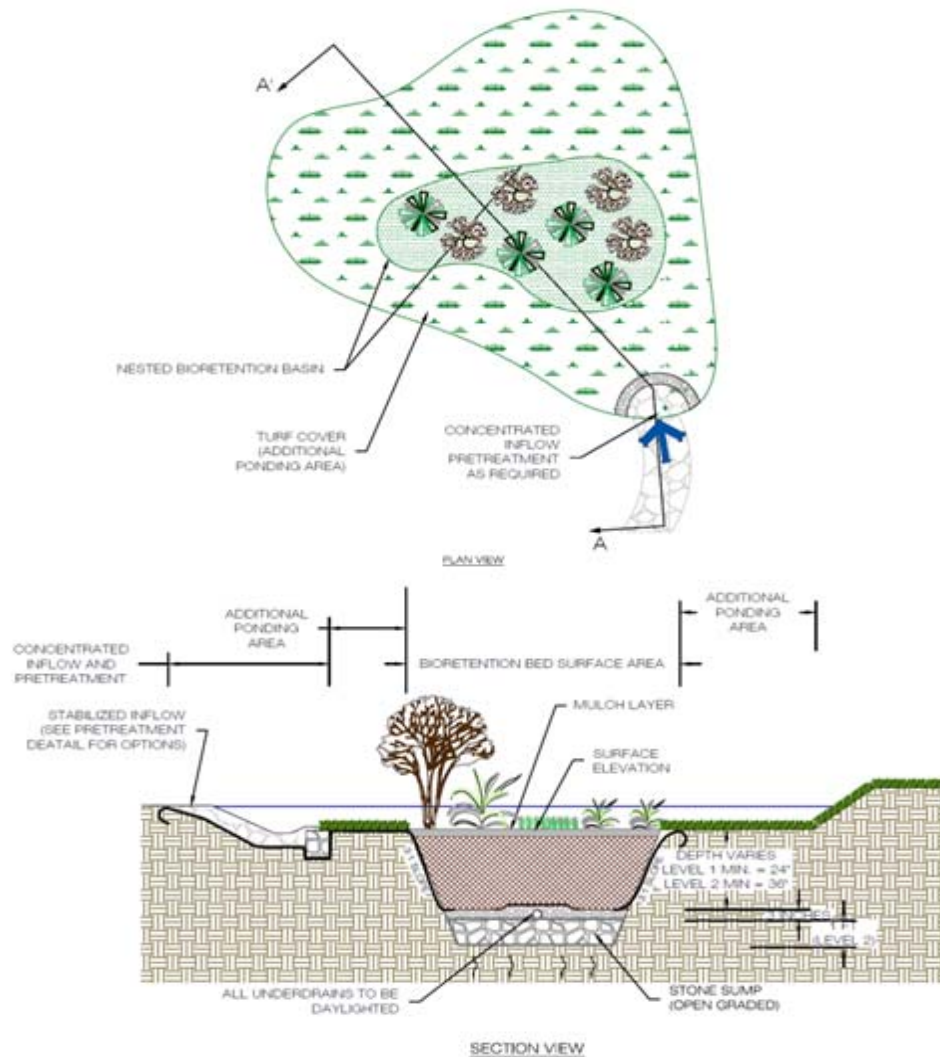 A'
NESTED BIORETENTION BASIN
TURF COVER
(ADDITIONAL
PONDING AREA)
CONCENTRATED
INFLOW
PRETREATMENT
AS REQUIRED
A
PLAN VIEW
CONCENTRATED
INFLOW AND
PRETREATMENT
ADDITIONAL
PONDING
AREA
BIORETENTION BED SURFACE AREA
ADDITIONAL
PONDING
AREA
STABILIZED INFLOW
(SEE PRETREATMENT
DEATAIL FOR OPTIONS)
MULCH LAYER
SURFACE
ELEVATION
DEPTH VARIES
LEVEL 1 MIN. = 24"
LEVEL 2 MIN = 36"
(LEVEL 2)
ALL UNDERDRAINS TO BE
DAYLIGHTED
STONE SUMP
(OPEN GRADED)
SECTION VIEW